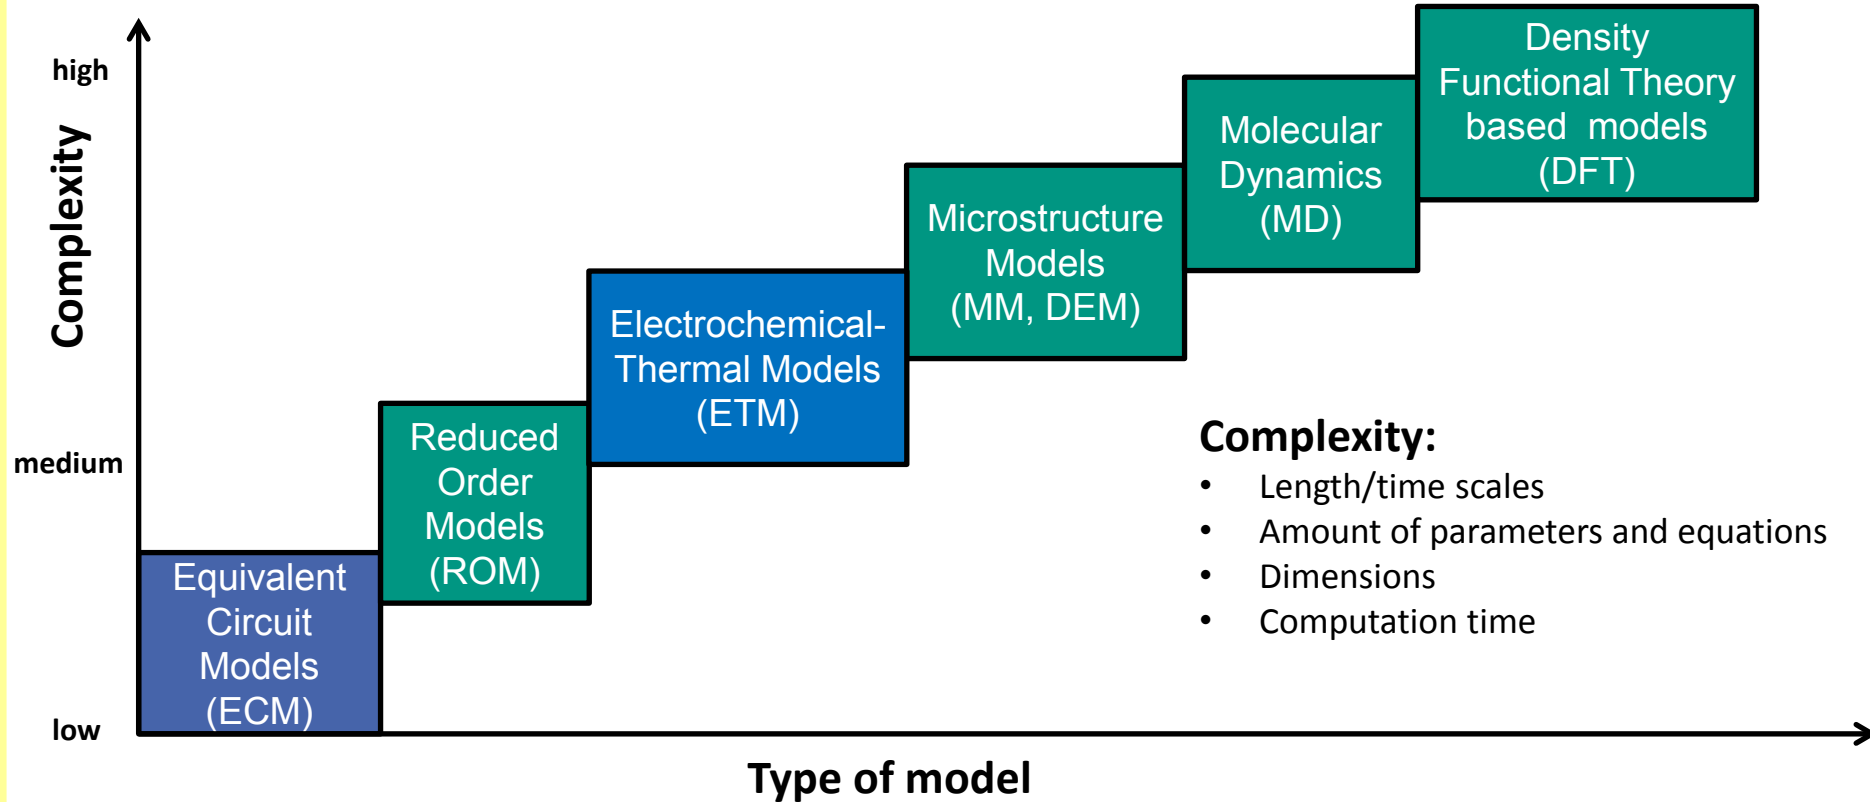 high
medium
low
Complexity
Equivalent
Circuit
Models
(ECM)
Reduced
Order
Models
(ROM)
Electrochemical-
Thermal Models
(ETM)
Microstructure
Models
(MM, DEM)
Molecular
Dynamics
(MD)
Density
Functional Theory
based models
(DFT)
Complexity:
• Length/time scales
• Amount of parameters and equations
• Dimensions
• Computation time
Type of model